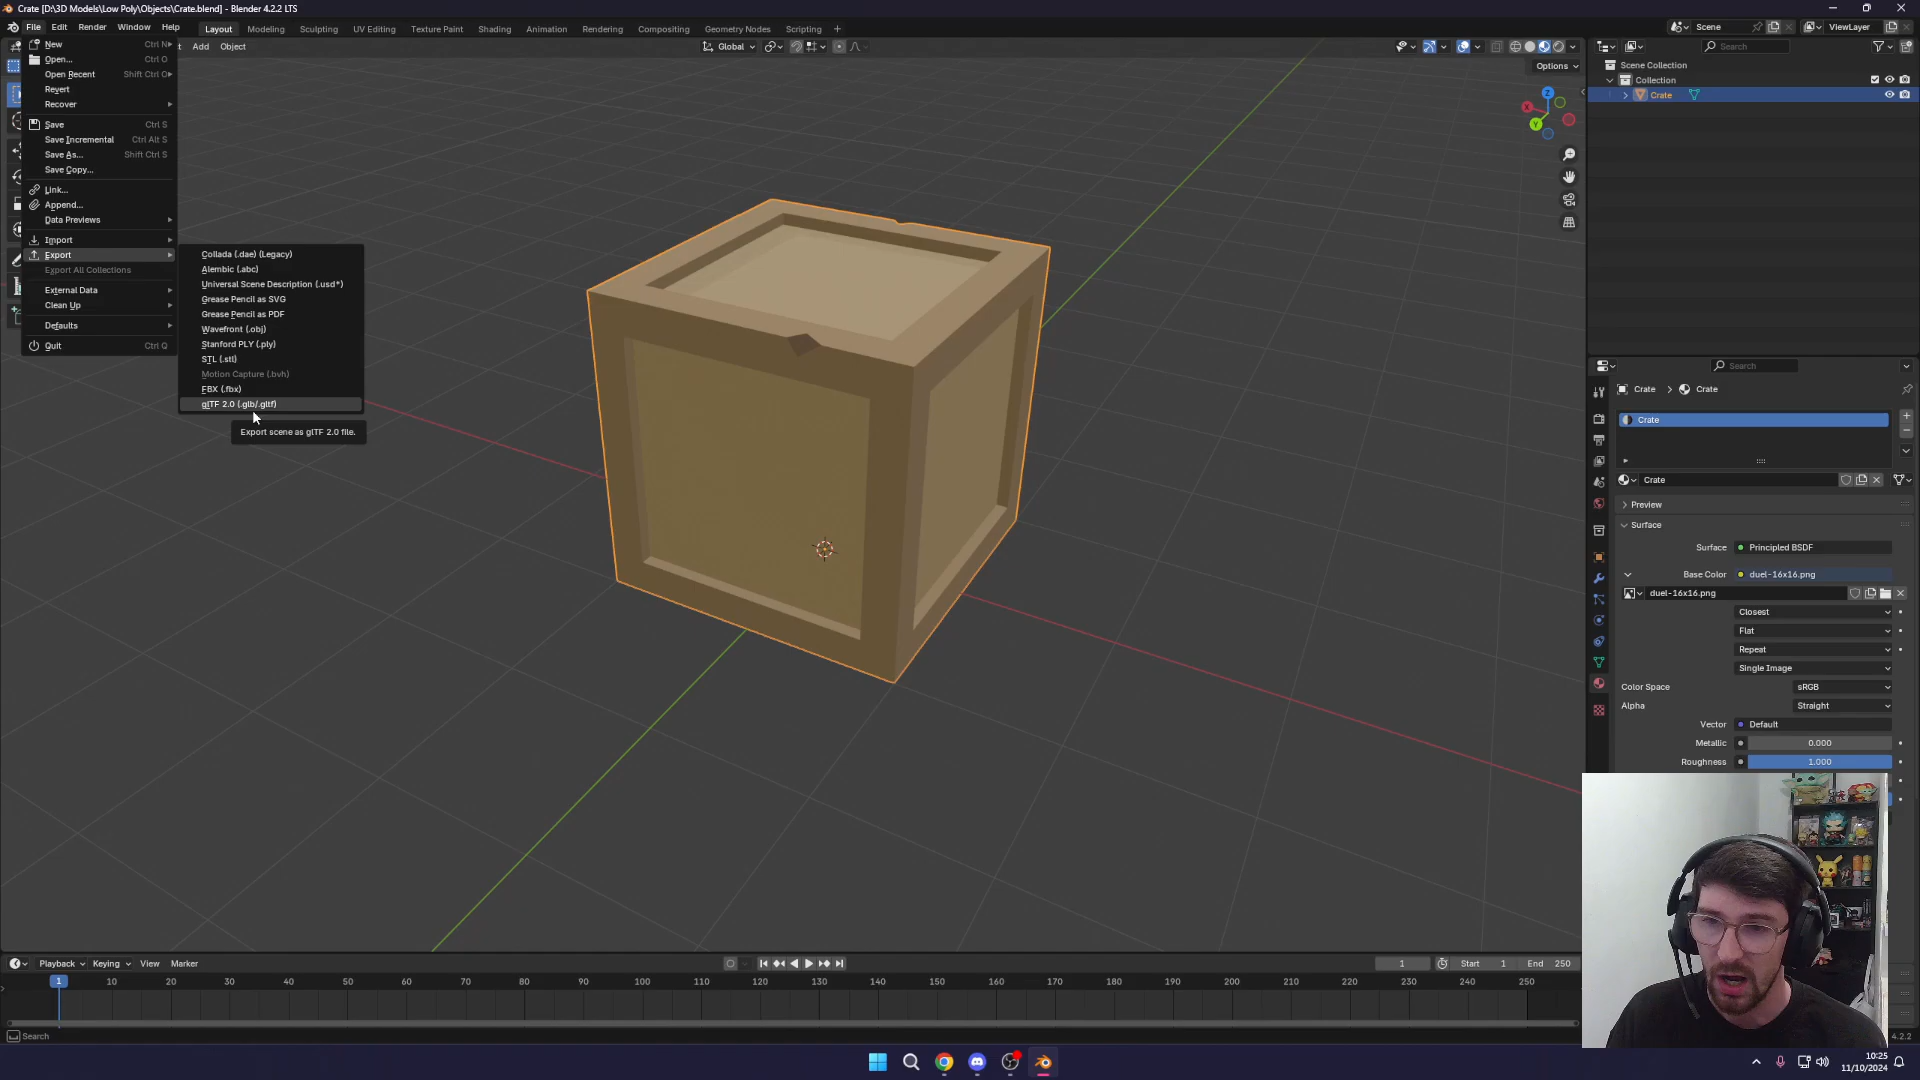 Crate [D:\3D Models\Low Poly\Objects\Crate.blend] - Blender 4.2.2 LTS
File Edit Render Window Help Layout Modeling Sculpting UV Editing Texture Paint Shading Animation Rendering Compositing Geometry Nodes Scripting +
Scene
ViewLayer
Add Object
Global
Options
New Ctrl N
Open... Ctrl O
Open Recent Shift Ctrl O
Revert
Recover
Save Ctrl S
Save Incremental Ctrl Alt S
Save As... Shift Ctrl S
Save Copy...
Link...
Append...
Data Previews
Import
Export
Export All Collections
External Data
Clean Up
Defaults
Quit Ctrl Q
Collada (.dae) (Legacy)
Alembic (.abc)
Universal Scene Description (.usd*)
Grease Pencil as SVG
Grease Pencil as PDF
Wavefront (.obj)
Stanford PLY (.ply)
STL (.stl)
Motion Capture (.bvh)
FBX (.fbx)
glTF 2.0 (.glb/.gltf)
Export scene as glTF 2.0 file.
Z
X
Y
Search
Scene Collection
Collection
Crate
Search
Crate > Crate
Crate
Crate
Preview
Surface
Surface Principled BSDF
Base Color duel-16x16.png
duel-16x16.png
Closest
Flat
Repeat
Single Image
Color Space sRGB
Alpha Straight
Vector Default
Metallic 0.000
Roughness 1.000
Playback Keying View Marker
1 Start 1 End 250
1 10 20 30 40 50 60 70 80 90 100 110 120 130 140 150 160 170 180 190 200 210 220 230 240 250
Search
4.2.2
10:25
11/10/2024